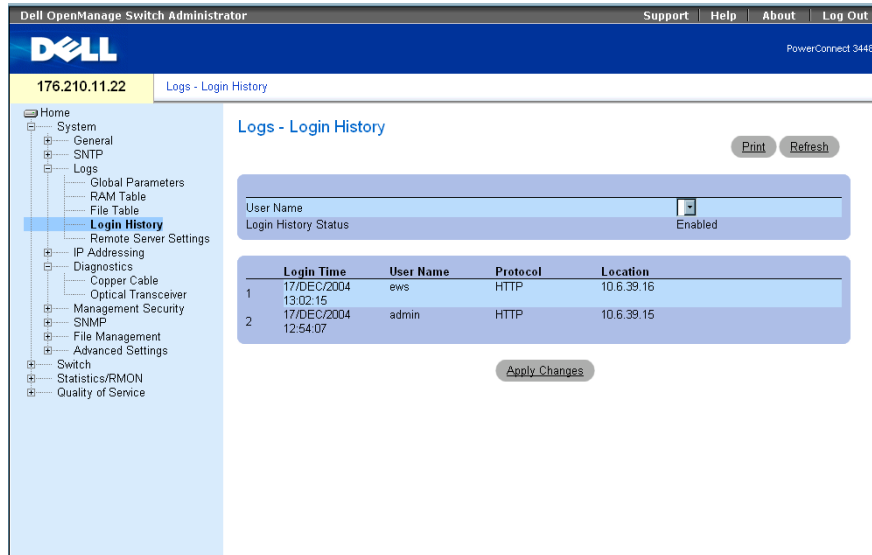 Dell OpenManage Switch Administrator
Support | Help | About | Log Out
DELL
PowerConnect 3448
176.210.11.22
Logs - Login History
Home
System
General
SNTP
Logs
Global Parameters
RAM Table
File Table
Login History
Remote Server Settings
IP Addressing
Diagnostics
Copper Cable
Optical Transceiver
Management Security
SNMP
File Management
Advanced Settings
Switch
Statistics/RMON
Quality of Service
Logs - Login History
Print Refresh
User Name
Login History Status Enabled
Login Time User Name Protocol Location
1 17/DEC/2004 13:02:15 ews HTTP 10.6.39.16
2 17/DEC/2004 12:54:07 admin HTTP 10.6.39.15
Apply Changes